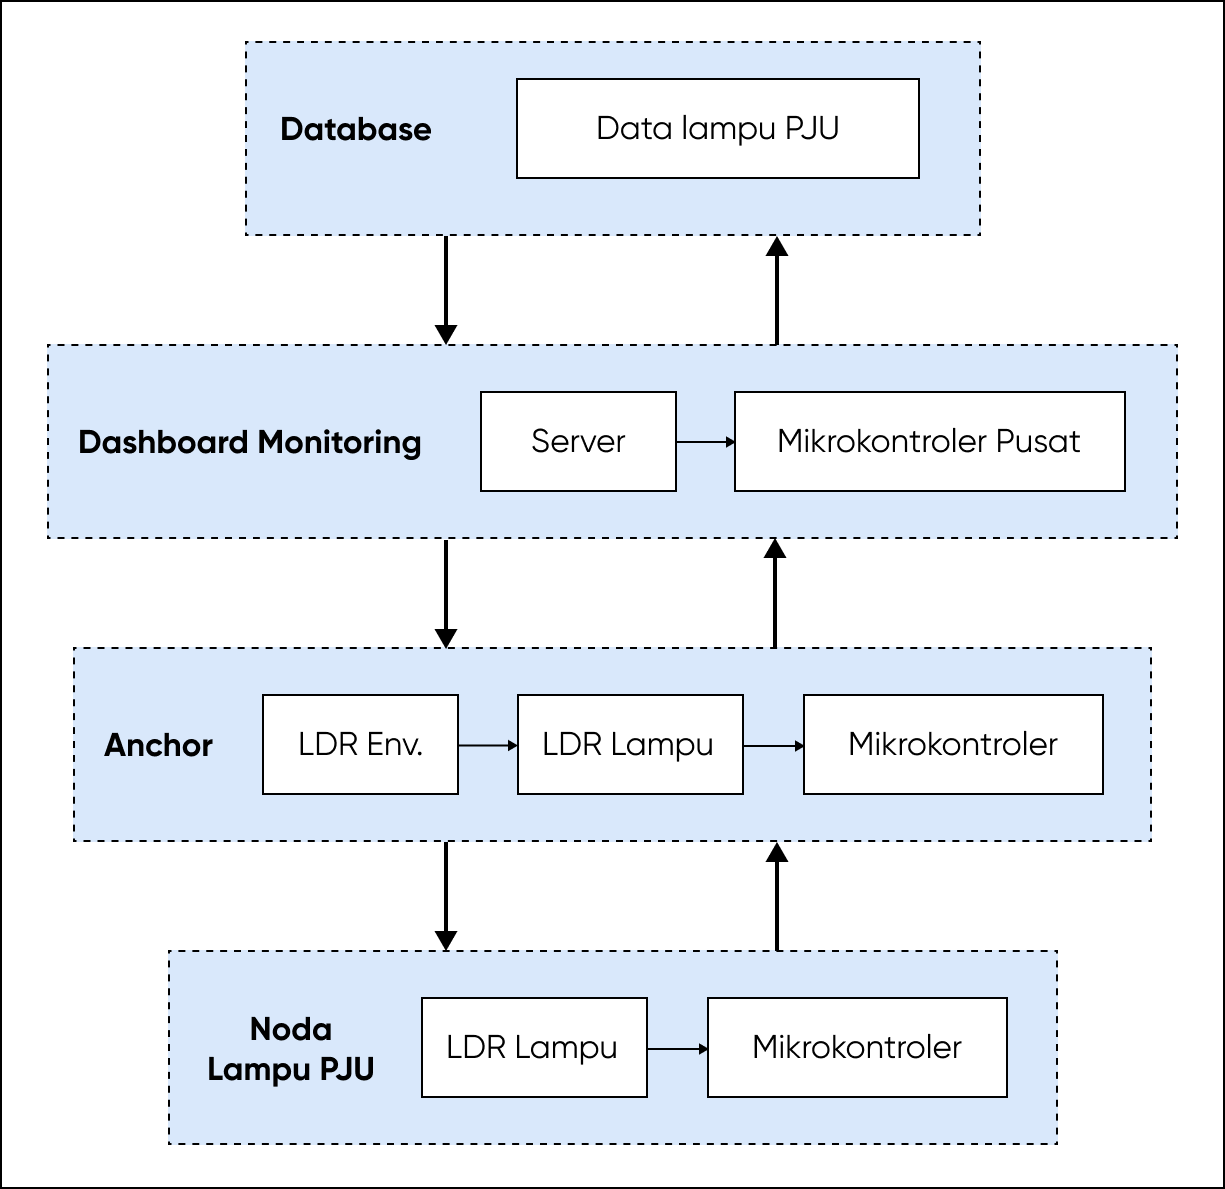 Database
Data lampu PJU
Dashboard Monitoring
Server
Mikrokontroler Pusat
Anchor
LDR Env.
LDR Lampu
Mikrokontroler
Noda
Lampu PJU
LDR Lampu
Mikrokontroler